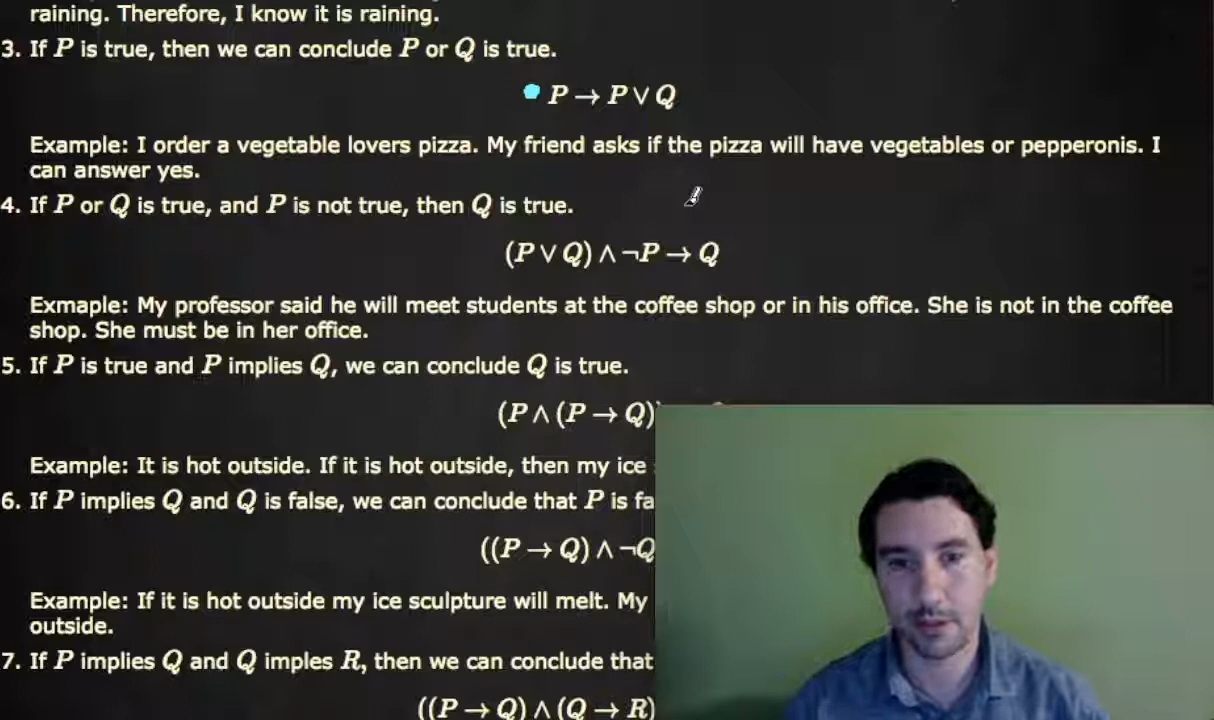 raining. Therefore, I know it is raining.
3. If P is true, then we can conclude P or Q is true.
P → P ∨ Q
Example: I order a vegetable lovers pizza. My friend asks if the pizza will have vegetables or pepperonis. I
can answer yes.
4. If P or Q is true, and P is not true, then Q is true.
(P ∨ Q) ∧ ¬P → Q
Exmaple: My professor said he will meet students at the coffee shop or in his office. She is not in the coffee
shop. She must be in her office.
5. If P is true and P implies Q, we can conclude Q is true.
(P ∧ (P → Q)
Example: It is hot outside. If it is hot outside, then my ice
6. If P implies Q and Q is false, we can conclude that P is fa
((P → Q) ∧ ¬Q
Example: If it is hot outside my ice sculpture will melt. My
outside.
7. If P implies Q and Q imples R, then we can conclude that
((P → Q) ∧ (Q → R)